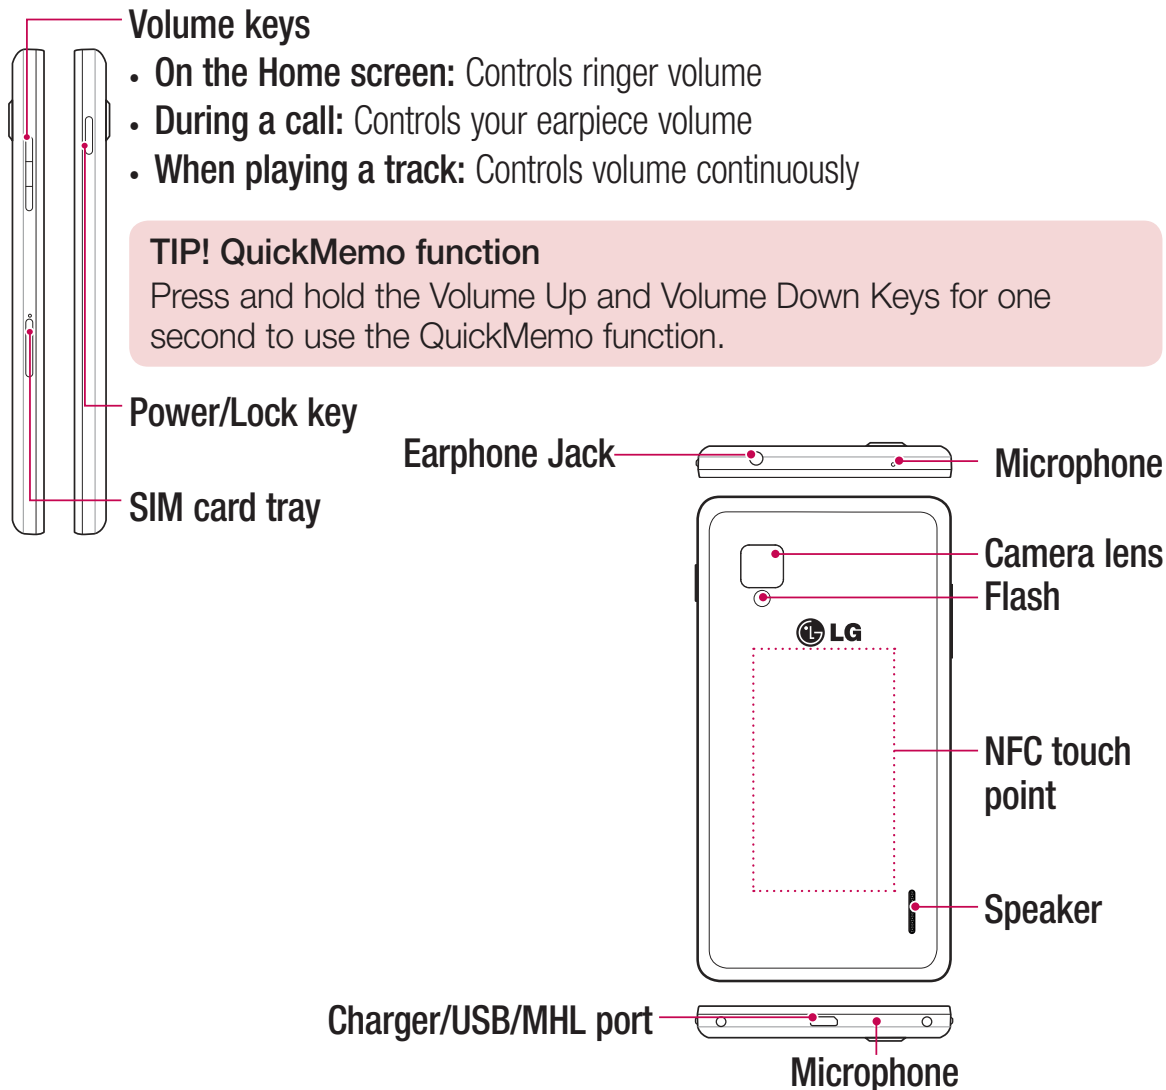 Volume keys
• On the Home screen: Controls ringer volume
• During a call: Controls your earpiece volume
• When playing a track: Controls volume continuously
TIP! QuickMemo function
Press and hold the Volume Up and Volume Down Keys for one
second to use the QuickMemo function.
Power/Lock key
SIM card tray
Earphone Jack
Microphone
Camera lens
Flash
LG
NFC touch
point
Speaker
Charger/USB/MHL port
Microphone